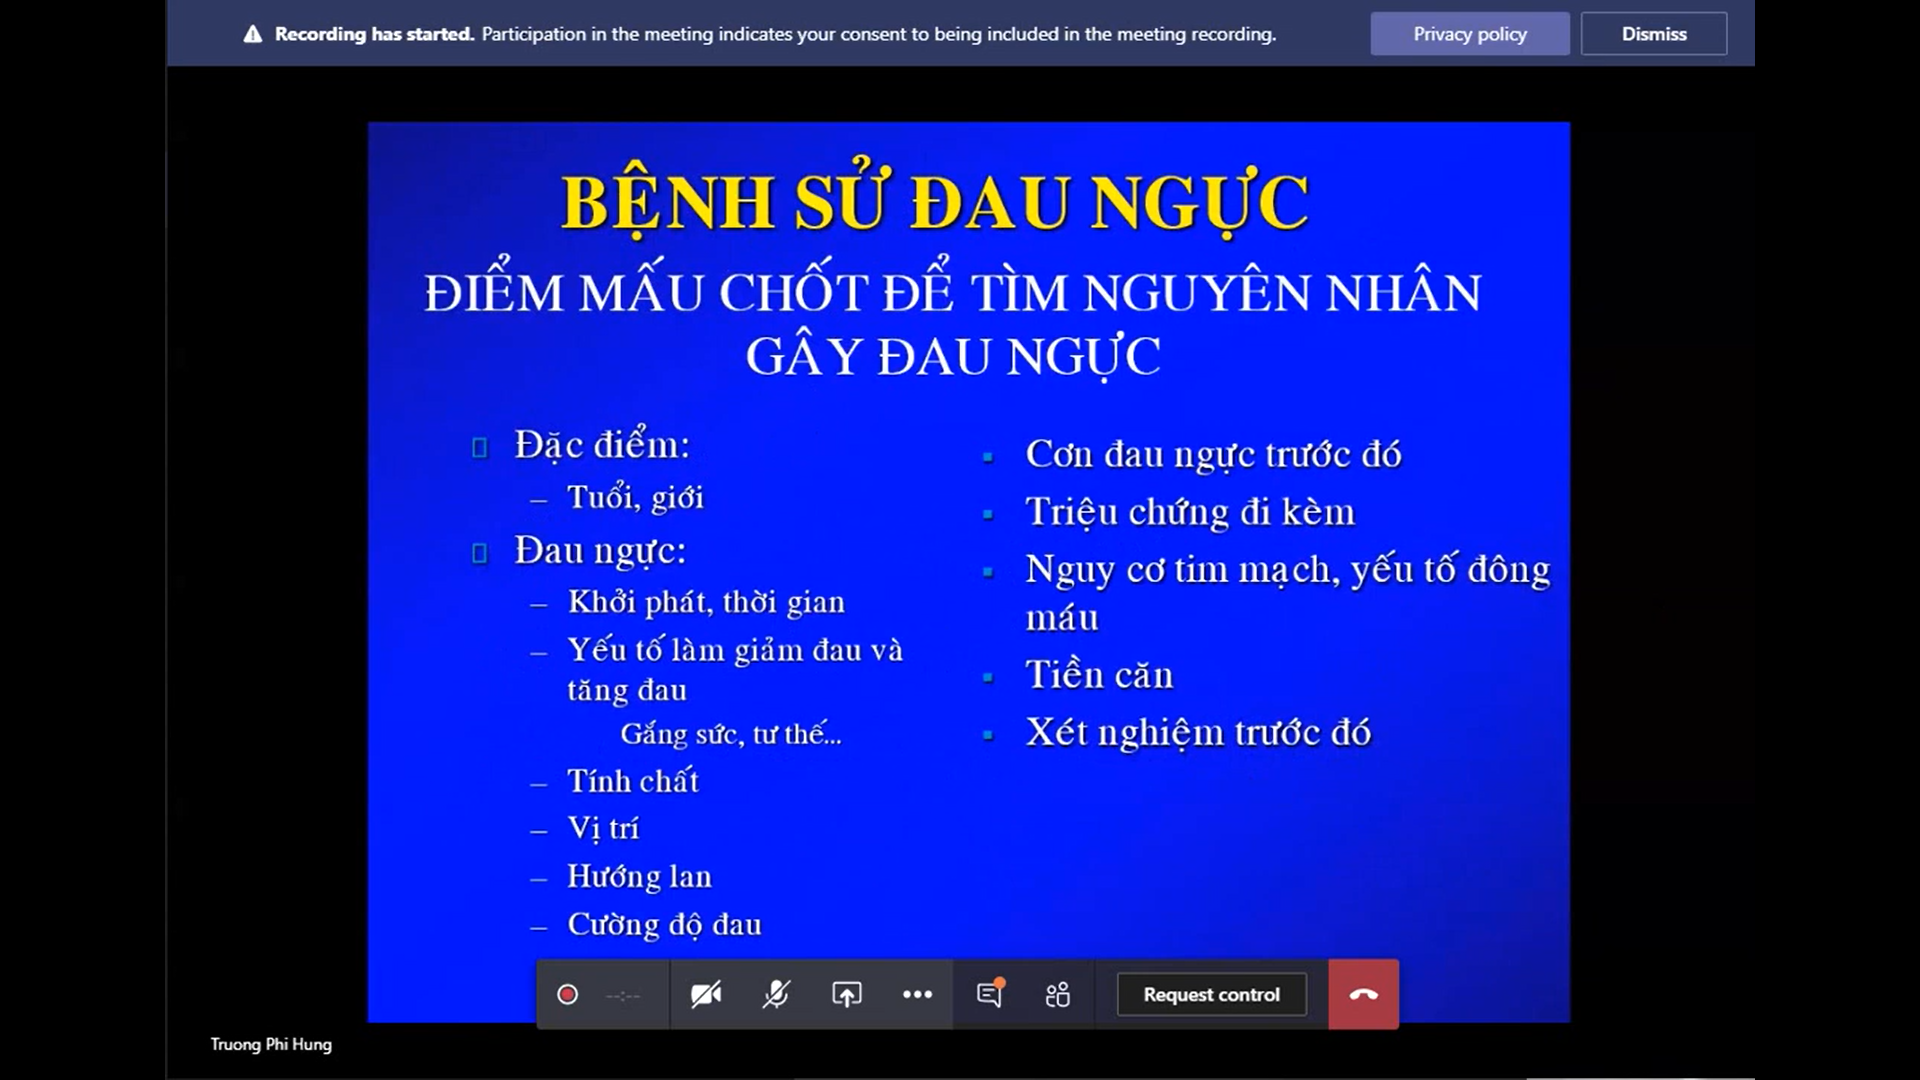 Recording has started. Participation in the meeting indicates your consent to being included in the meeting recording.
Privacy policy
Dismiss
BỆNH SỬ ĐAU NGỰC
ĐIỂM MẤU CHỐT ĐỂ TÌM NGUYÊN NHÂN
GÂY ĐAU NGỰC
Đặc điểm:
– Tuổi, giới
Đau ngực:
– Khởi phát, thời gian
– Yếu tố làm giảm đau và
tăng đau
Gắng sức, tư thế...
– Tính chất
– Vị trí
– Hướng lan
– Cường độ đau
Cơn đau ngực trước đó
Triệu chứng đi kèm
Nguy cơ tim mạch, yếu tố đông
máu
Tiền căn
Xét nghiệm trước đó
--:--
Request control
Truong Phi Hung